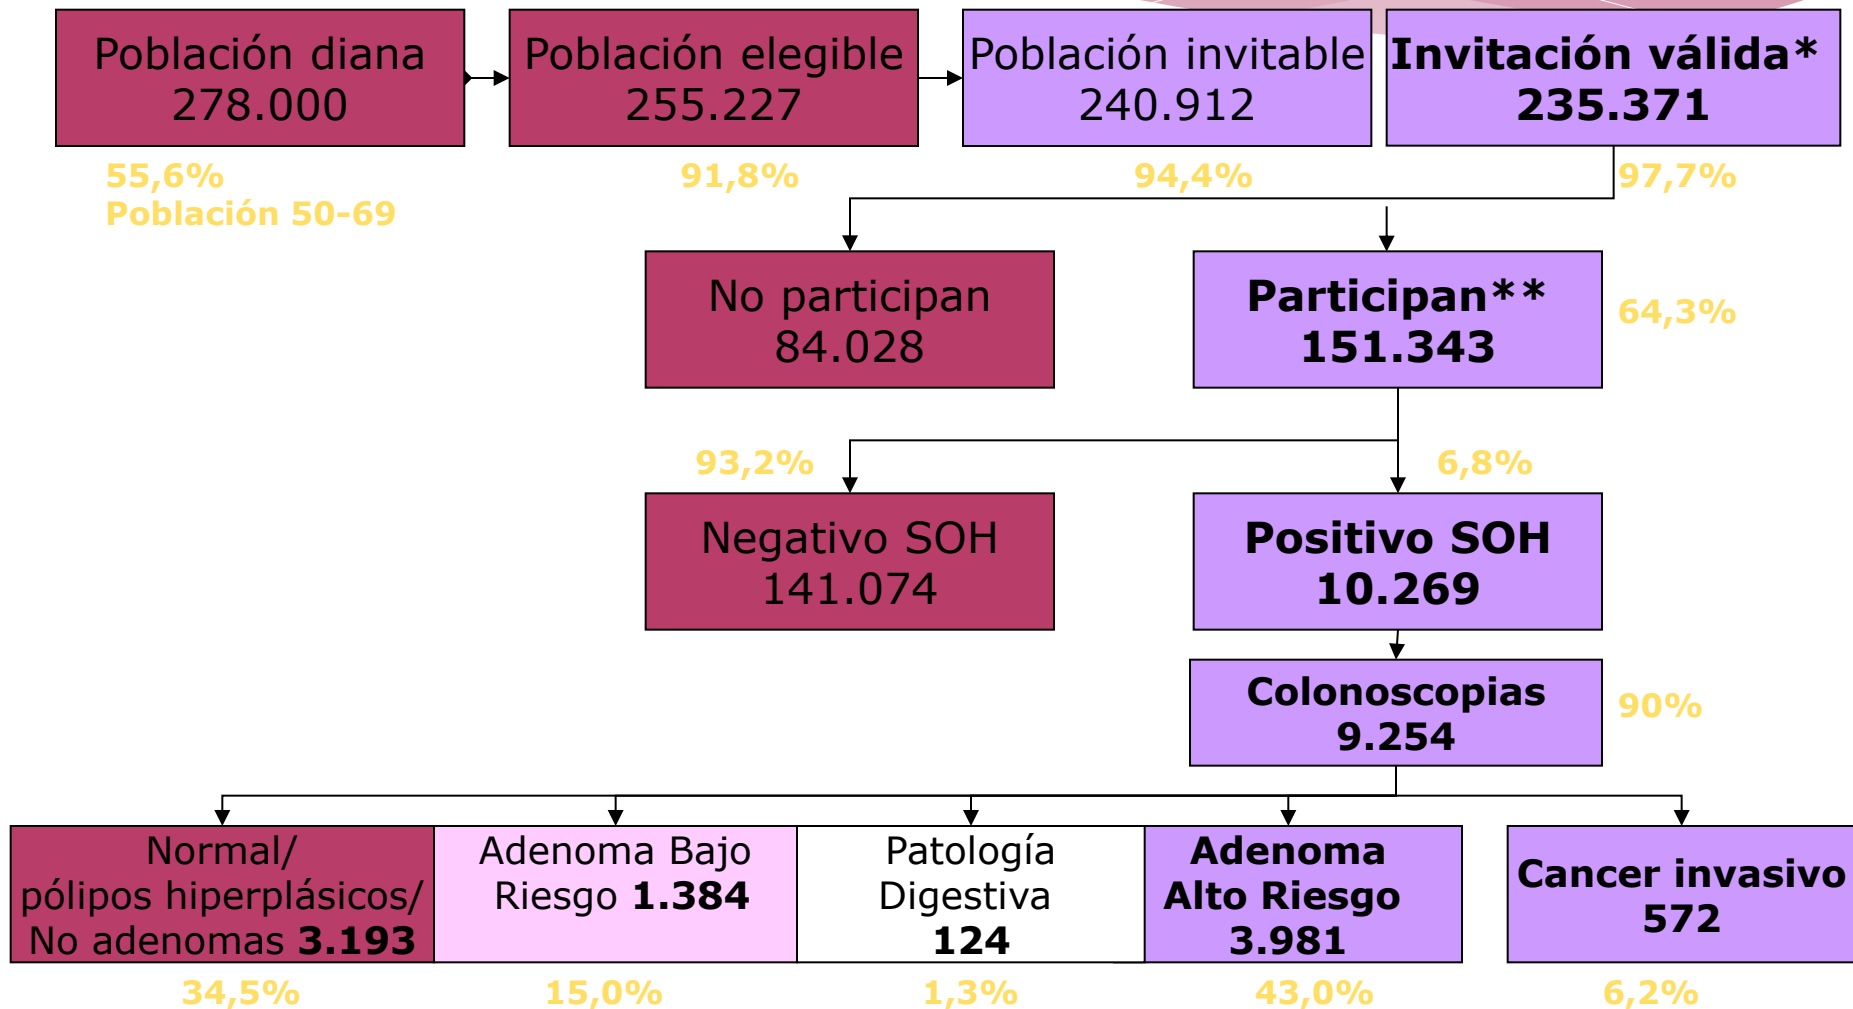 Población diana
278.000
Población elegible
255.227
Población invitable
240.912
Invitación válida*
235.371
55,6%
Población 50-69
91,8%
94,4%
97,7%
No participan
84.028
Participan**
151.343
64,3%
93,2%
6,8%
Negativo SOH
141.074
Positivo SOH
10.269
Colonoscopias
9.254
90%
Normal/
pólipos hiperplásicos/
No adenomas 3.193
Adenoma Bajo
Riesgo 1.384
Patología
Digestiva
124
Adenoma
Alto Riesgo
3.981
Cancer invasivo
572
34,5%
15,0%
1,3%
43,0%
6,2%